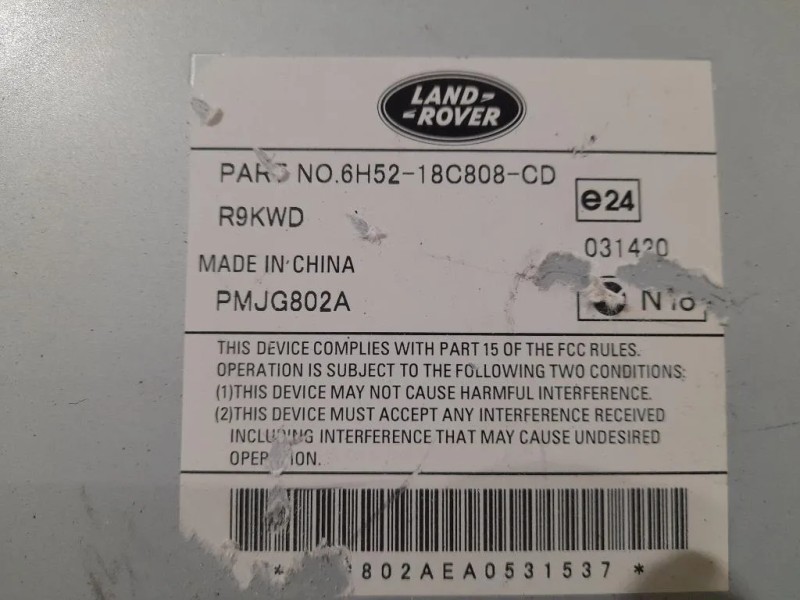 LAND-
-ROVER
PART NO.6H52-18C808-CD
e24
R9KWD
MADE IN CHINA
PMJG802A
THIS DEVICE COMPLIES WITH PART 15 OF THE FCC RULES.
OPERATION IS SUBJECT TO THE FOLLOWING TWO CONDITIONS:
(1)THIS DEVICE MAY NOT CAUSE HARMFUL INTERFERENCE.
(2)THIS DEVICE MUST ACCEPT ANY INTERFERENCE RECEIVED
INCLUDING INTERFERENCE THAT MAY CAUSE UNDESIRED
802AEA0531537 *